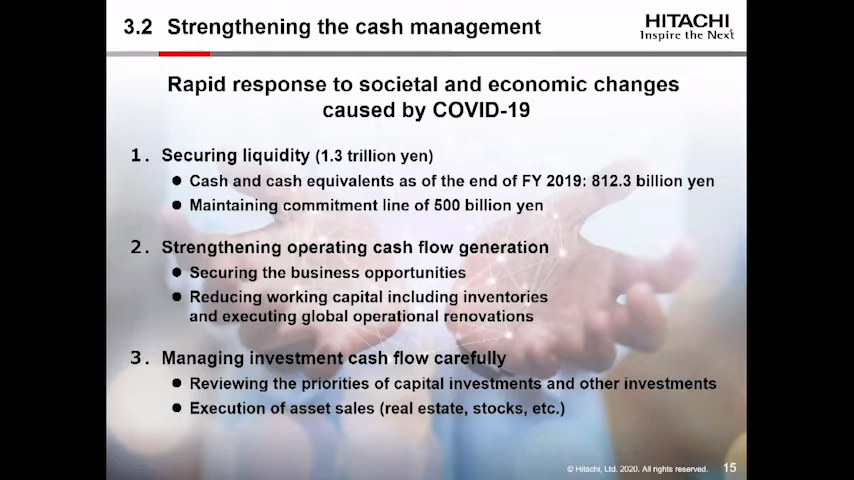 3.2 Strengthening the cash management
HITACHI
Inspire the Next
Rapid response to societal and economic changes
caused by COVID-19
1. Securing liquidity (1.3 trillion yen)
● Cash and cash equivalents as of the end of FY 2019: 812.3 billion yen
● Maintaining commitment line of 500 billion yen
2. Strengthening operating cash flow generation
● Securing the business opportunities
● Reducing working capital including inventories
and executing global operational renovations
3. Managing investment cash flow carefully
● Reviewing the priorities of capital investments and other investments
● Execution of asset sales (real estate, stocks, etc.)
© Hitachi, Ltd. 2020. All rights reserved. 15